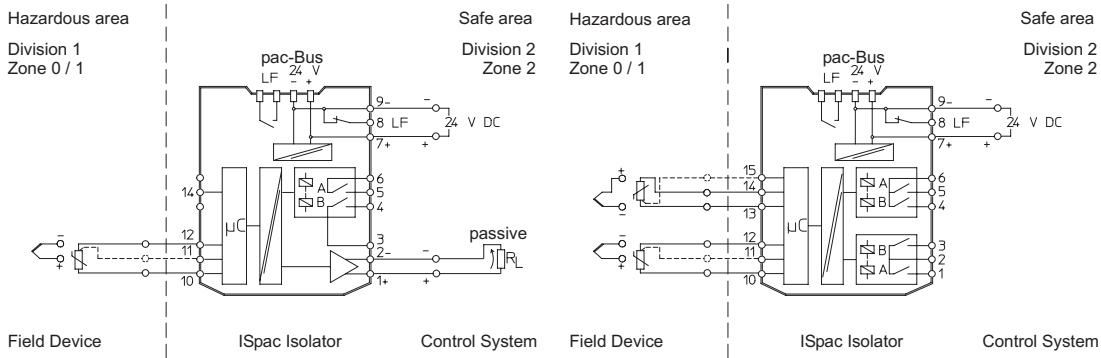 Hazardous area
Safe area
Division 1
Zone 0 / 1
Division 2
Zone 2
pac-Bus
LF 24 V
- +
9-
8 LF
7+
-
24 V DC
+
14
µC
A
B
6
5
4
3
2-
1+
12
11
10
-
+
-
+
passive
RL
Field Device
ISpac Isolator
Control System
Hazardous area
Safe area
Division 1
Zone 0 / 1
Division 2
Zone 2
pac-Bus
LF 24 V
- +
9-
8 LF
7+
-
24 V DC
+
+
-
15
14
13
-
+
12
11
10
µC
A
B
6
5
4
B
A
3
2
1
Field Device
ISpac Isolator
Control System